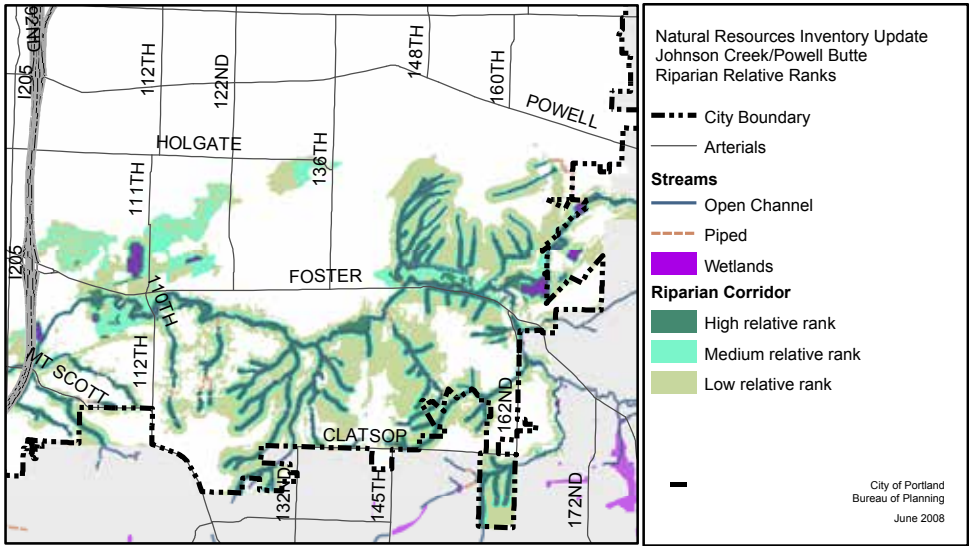 92ND
I205
112TH
122ND
148TH
160TH
POWELL
HOLGATE
136TH
111TH
I205
FOSTER
110TH
112TH
MT SCOTT
162ND
CLATSOP
132ND
145TH
172ND
Natural Resources Inventory Update
Johnson Creek/Powell Butte
Riparian Relative Ranks
City Boundary
Arterials
Streams
Open Channel
Piped
Wetlands
Riparian Corridor
High relative rank
Medium relative rank
Low relative rank
City of Portland
Bureau of Planning
June 2008